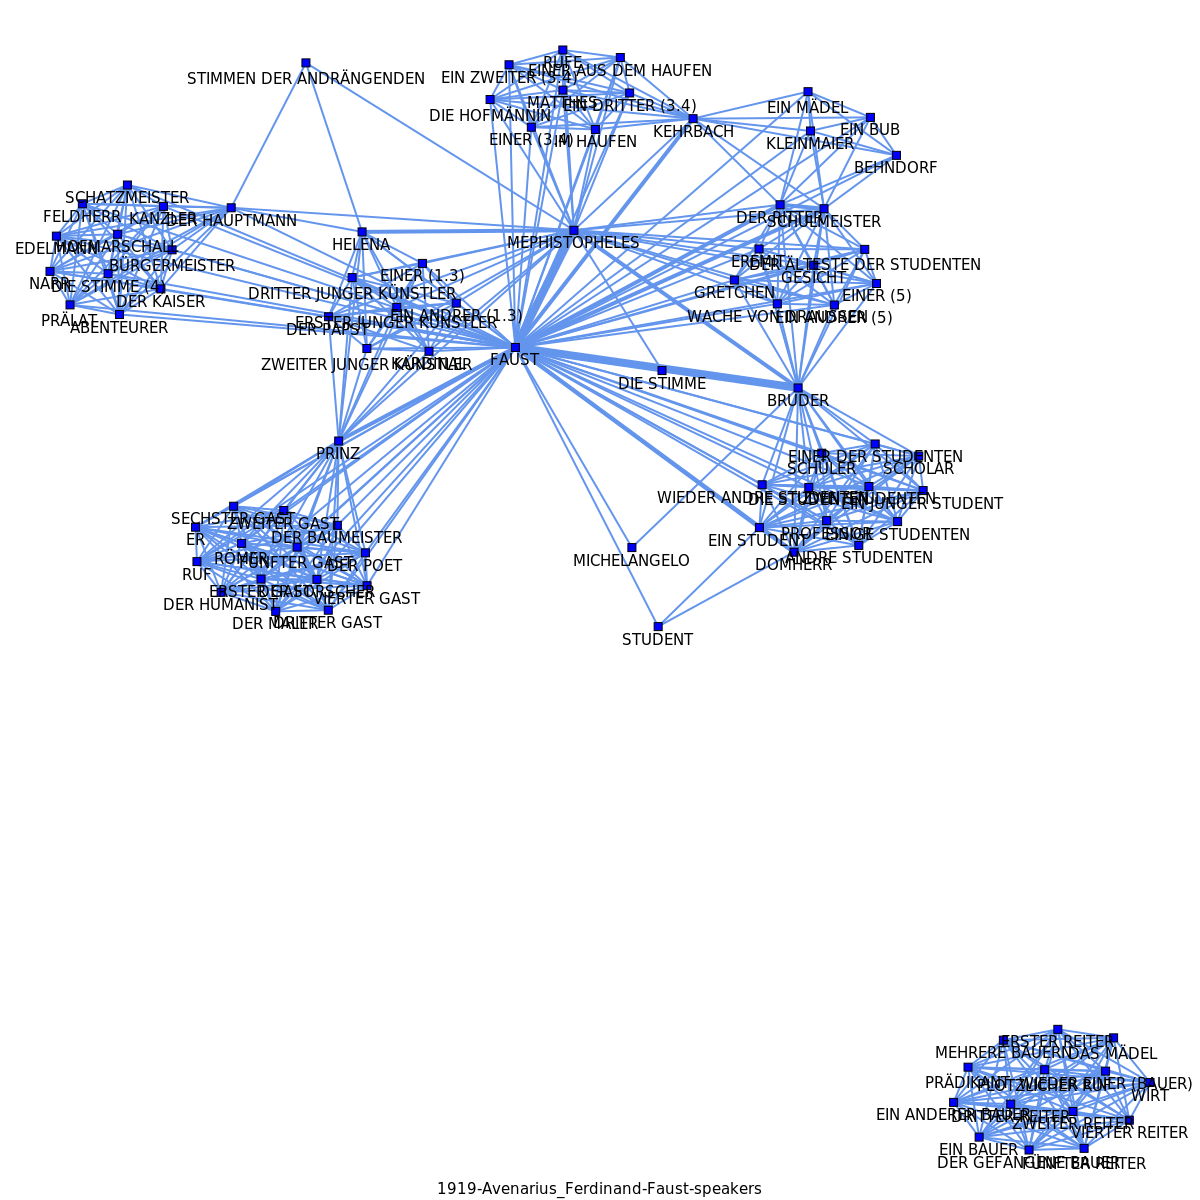 STIMMEN DER ANDRÄNGENDEN
RUFE
EINER AUS DEM HAUFEN
EIN ZWEITER (3.4)
MATTHES
EIN DRITTER (3.4)
DIE HOFMÄNNIN
EINER (3.4)
IM HAUFEN
KEHRBACH
EIN MÄDEL
EIN BUB
KLEINMAIER
BEHNDORF
SCHATZMEISTER
FELDHERR
KANZLER
DER HAUPTMANN
EDELMANN
HOFMARSCHALL
BÜRGERMEISTER
NARR
DIE STIMME (4
DER KAISER
PRÄLAT
ABENTEURER
HELENA
MEPHISTOPHELES
DER RITTER
SCHULMEISTER
EREMIT
DER ÄLTESTE DER STUDENTEN
GESICHT
GRETCHEN
EINER (5)
WACHE VON DRAUSSEN
EIN ANDRER (5)
EINER (1.3)
DRITTER JUNGER KÜNSTLER
EIN ANDRER (1.3)
ERSTER JUNGER KÜNSTLER
DER PAPST
ZWEITER JUNGER KÜNSTLER
KARDINAL
FAUST
DIE STIMME
BRUDER
PRINZ
EINER DER STUDENTEN
SCHÜLER
SCHOLAR
WIEDER ANDRE STUDENTEN
DIE STUDENTEN
ZWEI STUDENTEN
EIN JUNGER STUDENT
PROFESSOR
EINIGE STUDENTEN
EIN STUDENT
ANDRE STUDENTEN
DOMHERR
MICHELANGELO
STUDENT
SECHSTER GAST
ZWEITER GAST
ER
DER BAUMEISTER
RÖMER
FÜNFTER GAST
DER POET
RUF
ERSTER GAST
DER FORSCHER
VIERTER GAST
DER HUMANIST
DER MALER
DRITTER GAST
ERSTER REITER
MEHRERE BAUERN
DAS MÄDEL
PRÄDIKANT
PLÖTZLICHER RUF
WIEDER EINER (BAUER)
WIRT
EIN ANDERER BAUER
DRITTER REITER
ZWEITER REITER
VIERTER REITER
EIN BAUER
DER GEFANGENE BAUER
FÜNFTER REITER
1919-Avenarius_Ferdinand-Faust-speakers